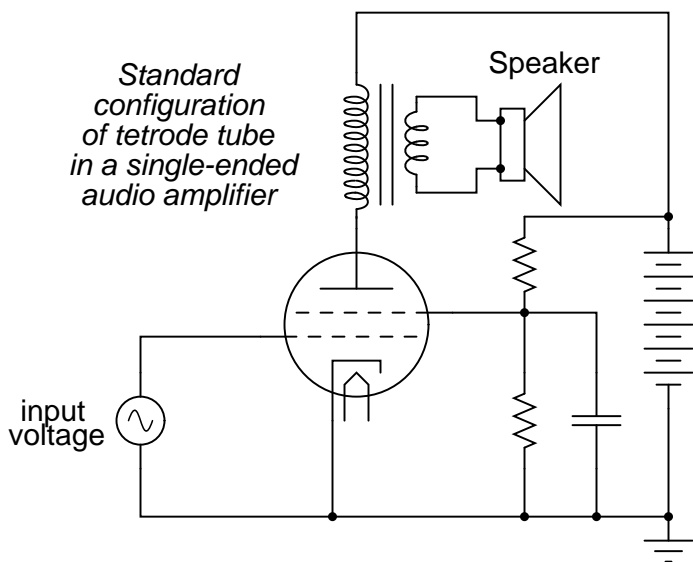 Standard
configuration
of tetrode tube
in a single-ended
audio amplifier
Speaker
input
voltage